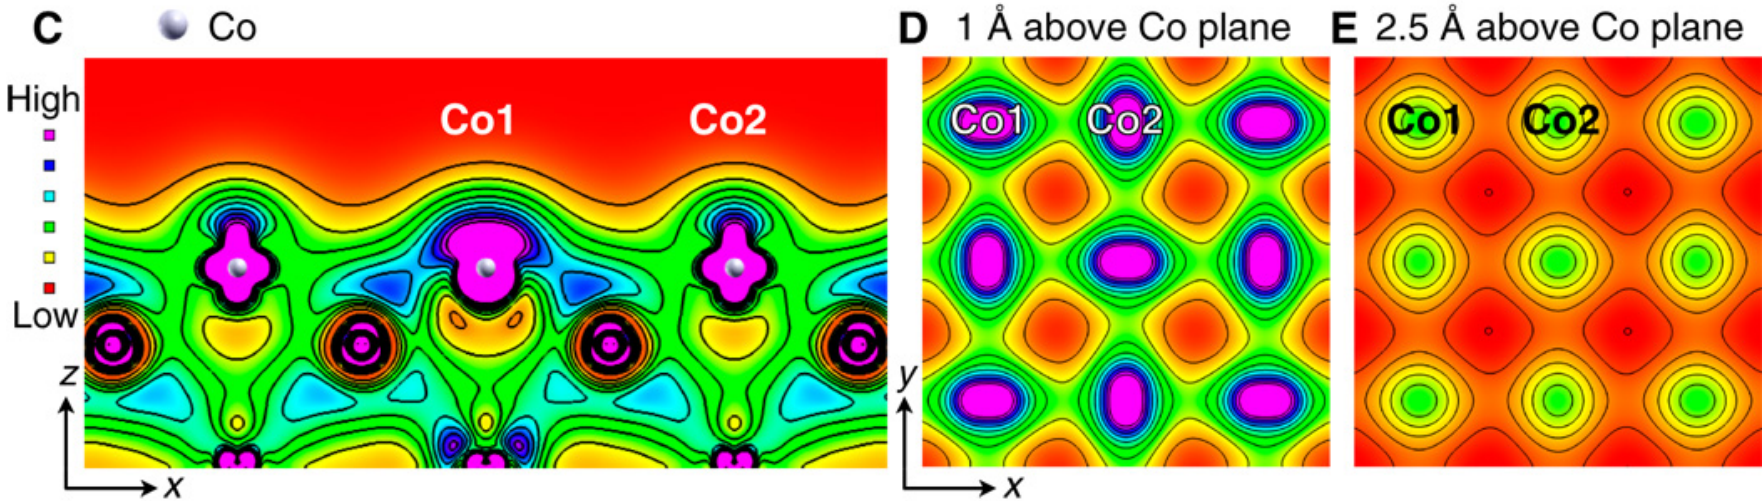 C Co
High
Low
Co1 Co2
z
x
D 1 Å above Co plane
Co1 Co2
y
x
E 2.5 Å above Co plane
Co1 Co2